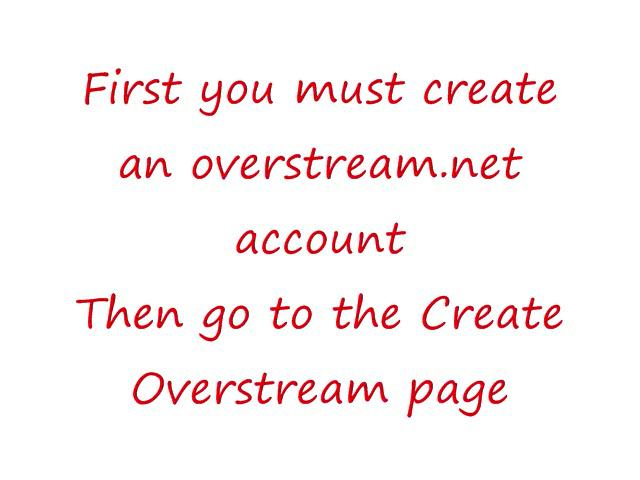 First you must create
an overstream.net
account
Then go to the Create
Overstream page